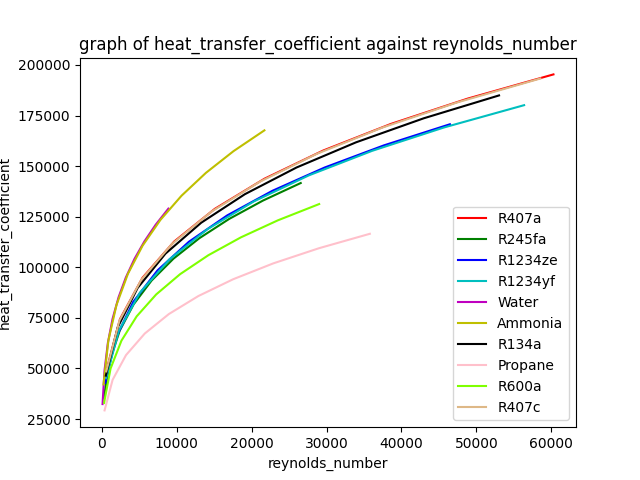 graph of heat_transfer_coefficient against reynolds_number
200000
175000
150000
125000
100000
75000
50000
25000
heat_transfer_coefficient
R407a
R245fa
R1234ze
R1234yf
Water
Ammonia
R134a
Propane
R600a
R407c
0 10000 20000 30000 40000 50000 60000
reynolds_number